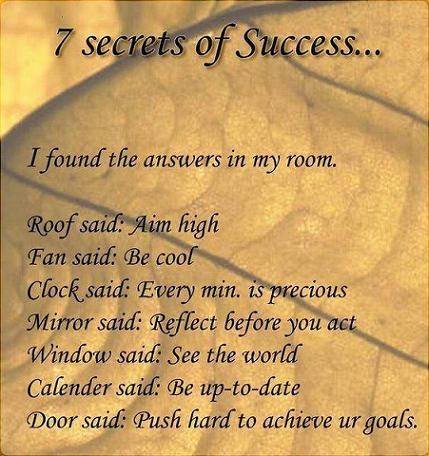 7 secrets of Success...
I found the answers in my room.
Roof said: Aim high
Fan said: Be cool
Clock said: Every min. is precious
Mirror said: Reflect before you act
Window said: See the world
Calender said: Be up-to-date
Door said: Push hard to achieve ur goals.